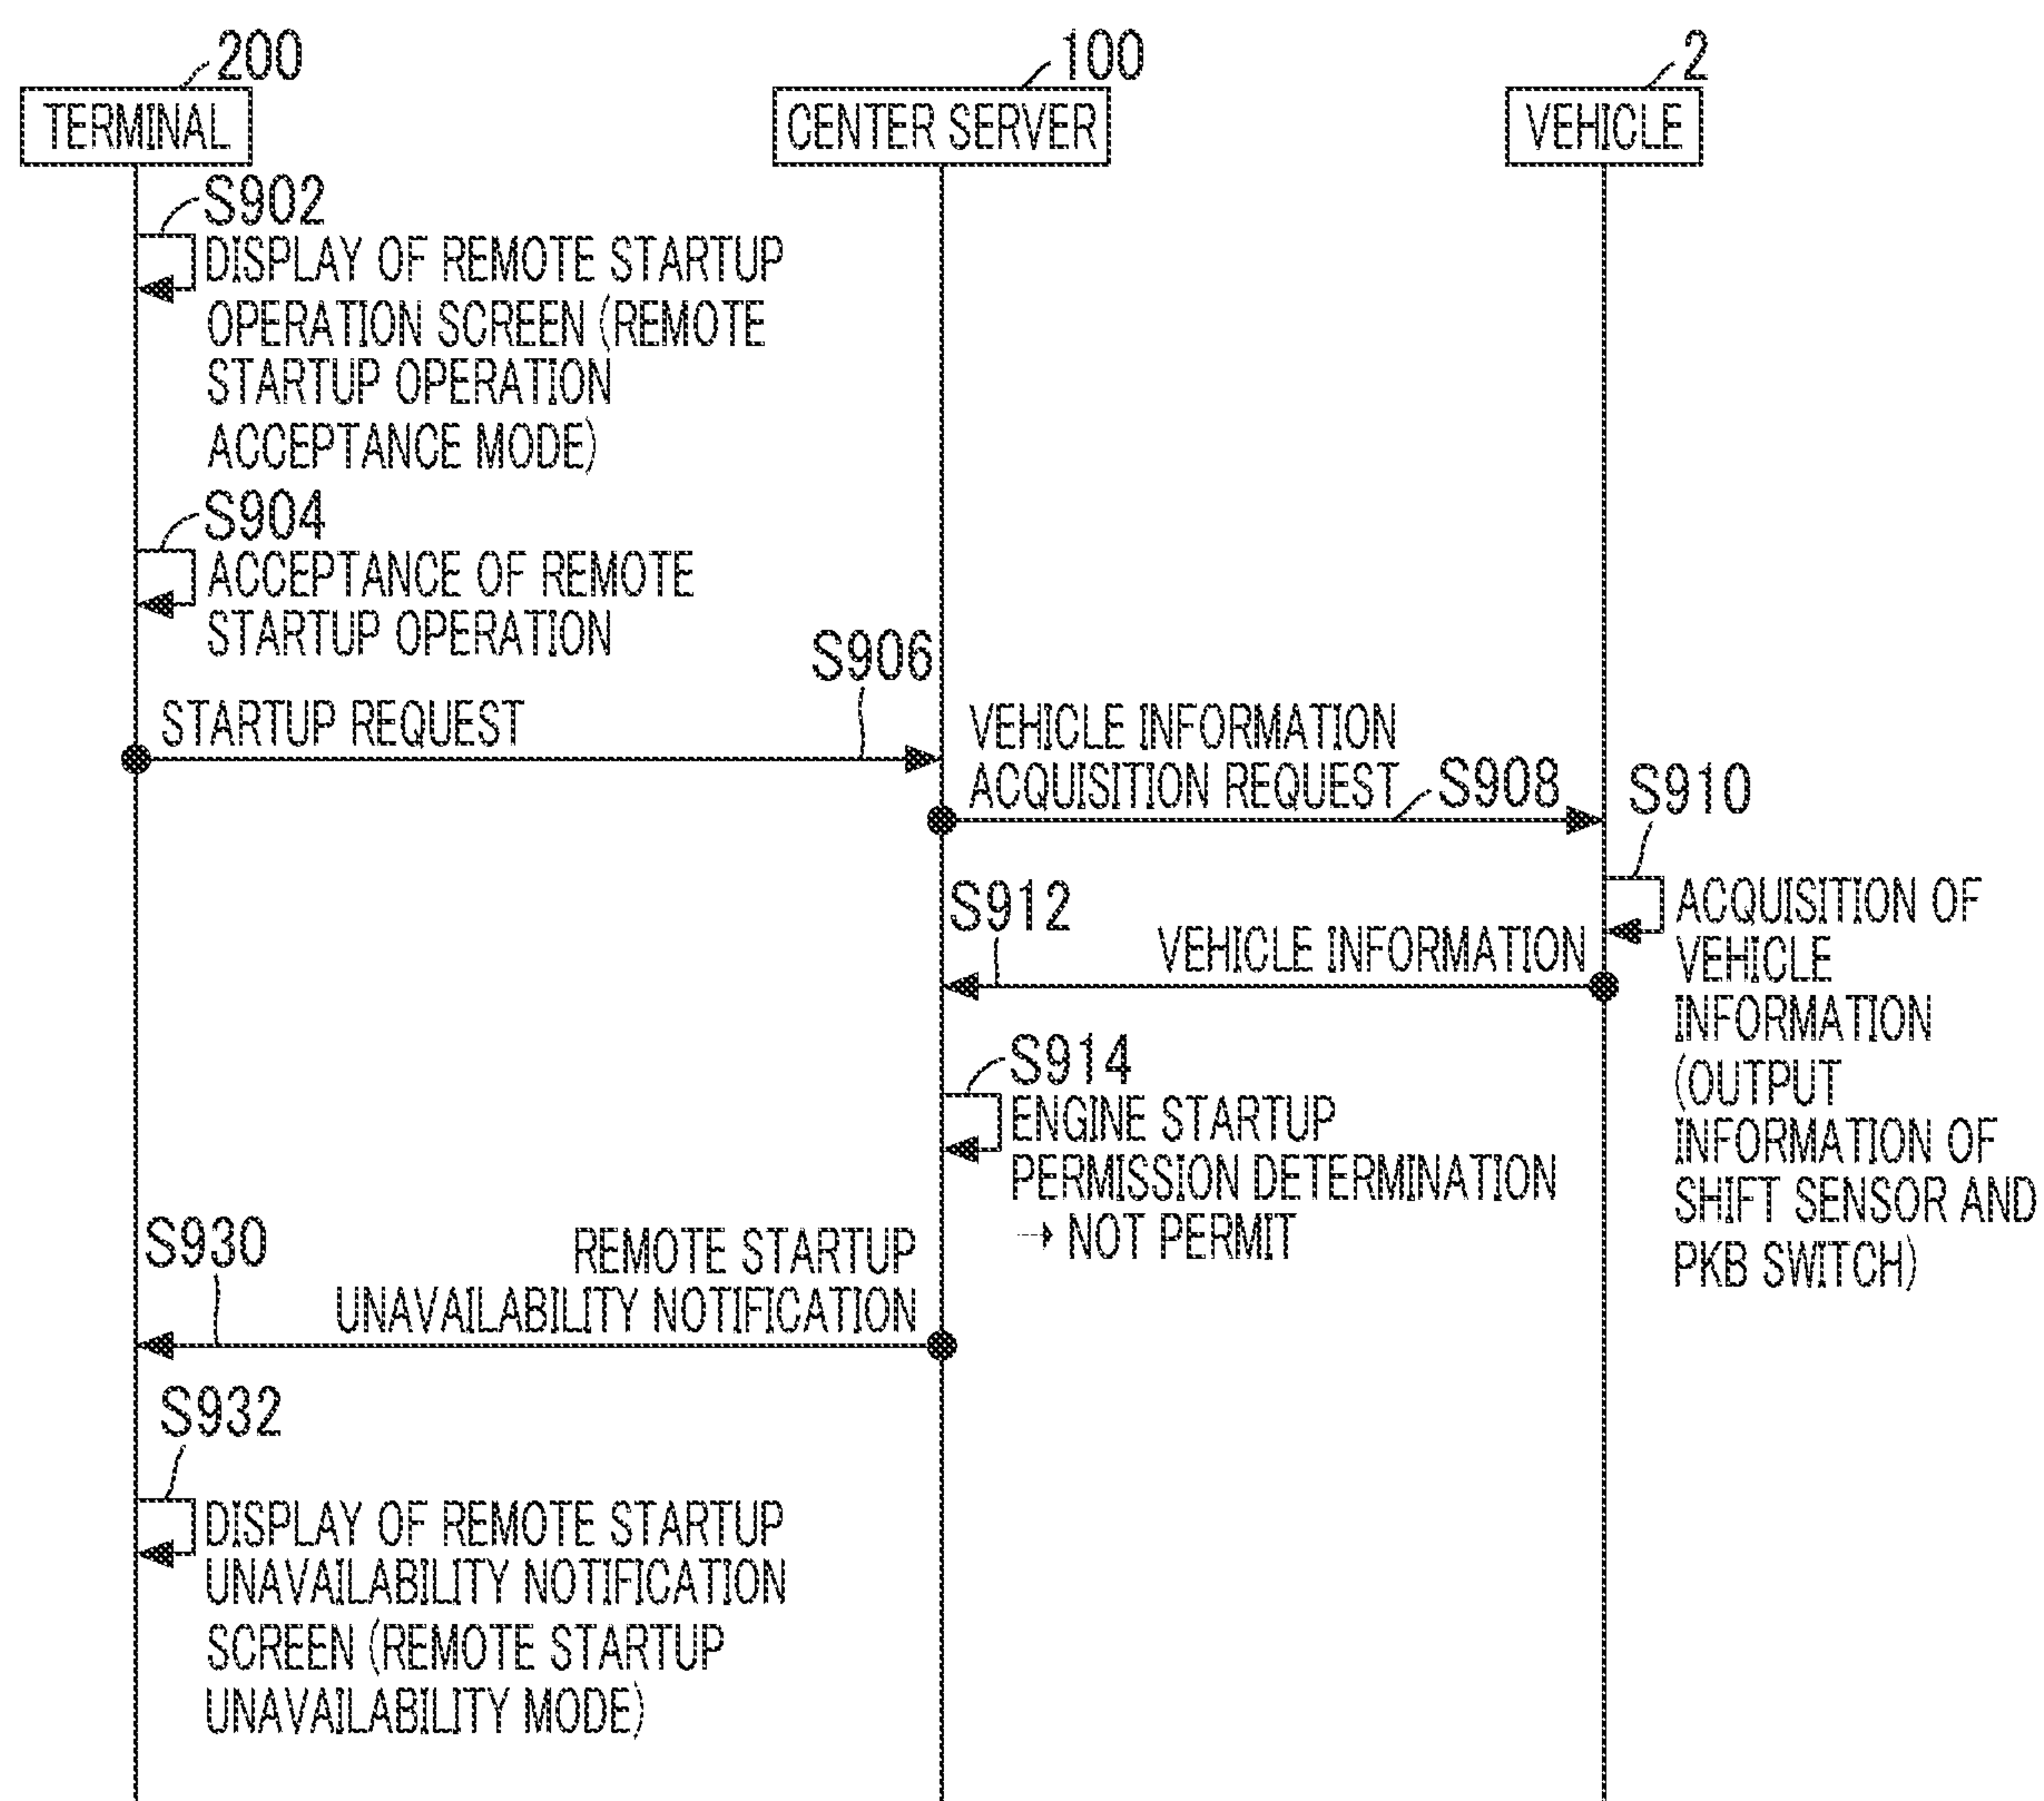 200
100
2
TERMINAL
CENTER SERVER
VEHICLE
S902
DISPLAY OF REMOTE STARTUP
OPERATION SCREEN (REMOTE
STARTUP OPERATION
ACCEPTANCE MODE)
S904
ACCEPTANCE OF REMOTE
STARTUP OPERATION
S906
STARTUP REQUEST
VEHICLE INFORMATION
ACQUISITION REQUEST
S908
S910
ACQUISITION OF
VEHICLE
INFORMATION
(OUTPUT
INFORMATION OF
SHIFT SENSOR AND
PKB SWITCH)
S912
VEHICLE INFORMATION
S914
ENGINE STARTUP
PERMISSION DETERMINATION
→ NOT PERMIT
S930
REMOTE STARTUP
UNAVAILABILITY NOTIFICATION
S932
DISPLAY OF REMOTE STARTUP
UNAVAILABILITY NOTIFICATION
SCREEN (REMOTE STARTUP
UNAVAILABILITY MODE)